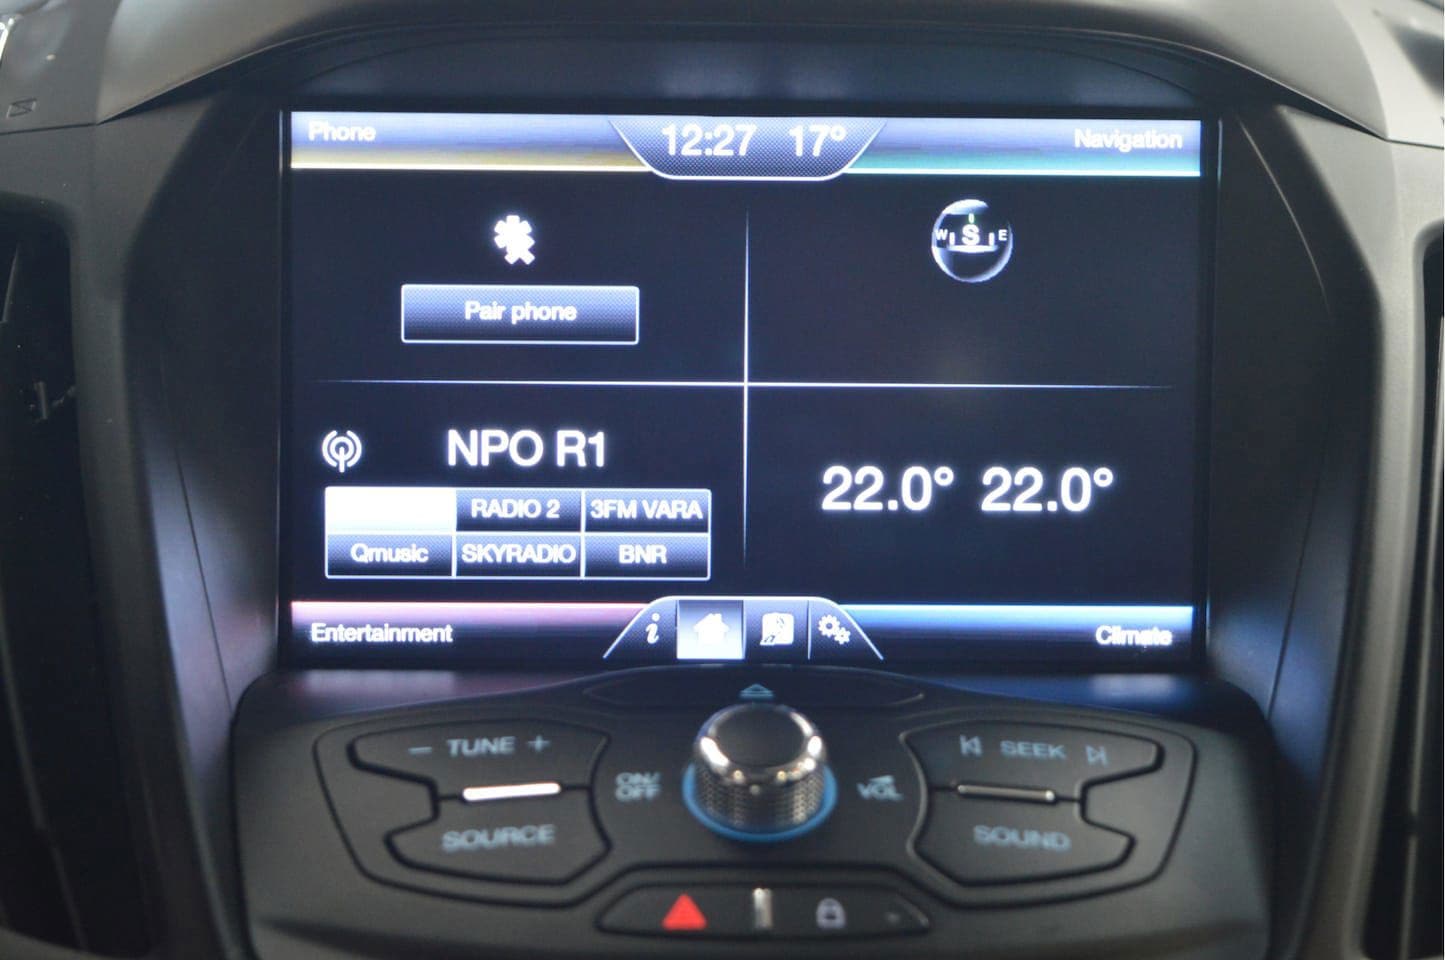 Phone 12:27 17° Navigation
W S E
Pair phone
NPO R1
22.0° 22.0°
RADIO 2 3FM VARA
Qmusic SKYRADIO BNR
Entertainment i Climate
– TUNE + SEEK
ON/
OFF
VOL
SOURCE SOUND